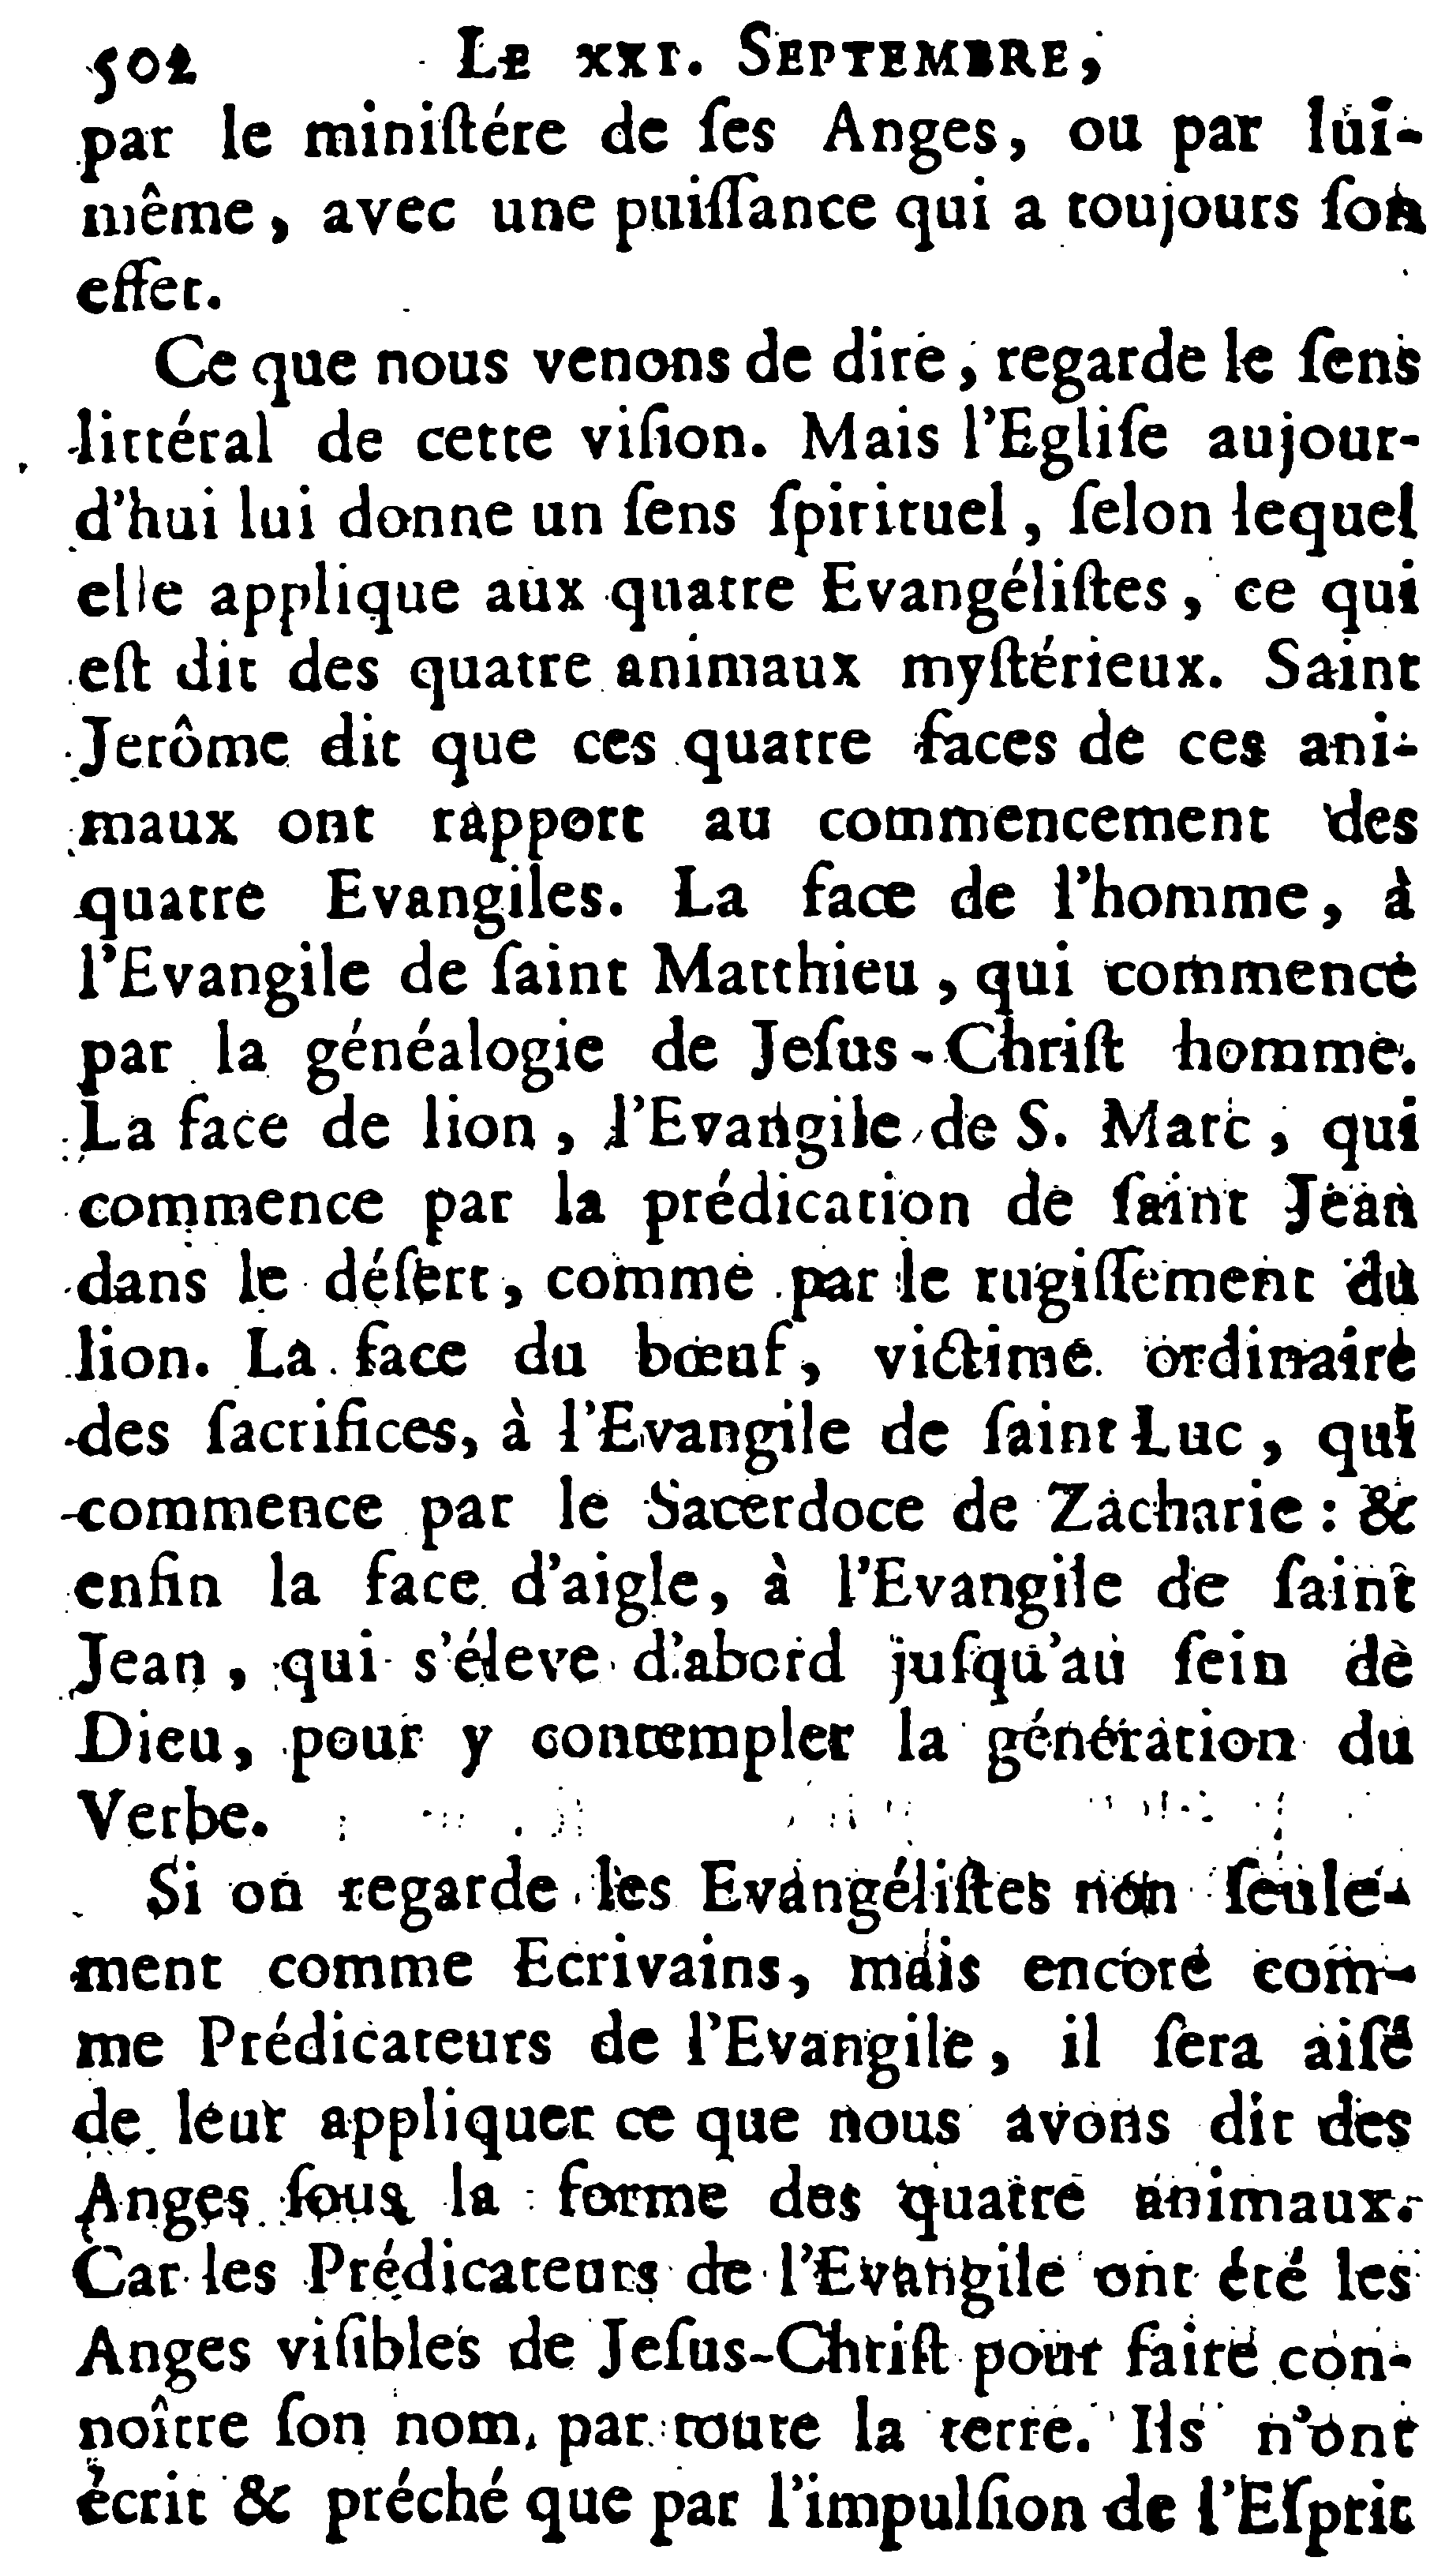 502 LE XXI. SEPTEMBRE,
par le miniſtére de ſes Anges, ou par lui-
même, avec une puiſſance qui a toujours ſon
effet.
Ce que nous venons de dire, regarde le ſens
littéral de cette viſion. Mais l'Egliſe aujour-
d'hui lui donne un ſens ſpirituel, ſelon lequel
elle applique aux quatre Evangéliſtes, ce qui
eſt dit des quatre animaux myſtérieux. Saint
Jerôme dit que ces quatre faces de ces ani-
maux ont rapport au commencement des
quatre Evangiles. La face de l'homme, à
l'Evangile de ſaint Matthieu, qui commence
par la généalogie de Jeſus-Chriſt homme.
La face de lion, l'Evangile de S. Marc, qui
commence par la prédication de ſaint Jean
dans le déſert, comme par le rugiſſement du
lion. La face du bœuf, victime ordinaire
des ſacrifices, à l'Evangile de ſaint Luc, qui
commence par le Sacerdoce de Zacharie : &
enfin la face d'aigle, à l'Evangile de ſaint
Jean, qui s'éleve d'abord juſqu'au ſein de
Dieu, pour y contempler la génération du
Verbe.
Si on regarde les Evangéliſtes non ſeule-
ment comme Ecrivains, mais encore com-
me Prédicateurs de l'Evangile, il ſera aiſé
de leur appliquer ce que nous avons dit des
Anges ſous la forme des quatre animaux.
Car les Prédicateurs de l'Evangile ont été les
Anges viſibles de Jeſus-Chriſt pour faire con-
noître ſon nom par toute la terre. Ils n'ont
écrit & préché que par l'impulſion de l'Eſprit